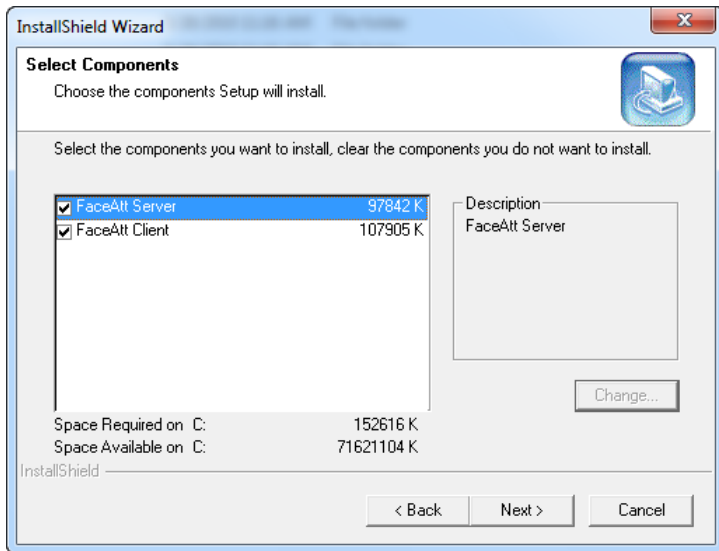 InstallShield Wizard
Select Components
Choose the components Setup will install.
Select the components you want to install, clear the components you do not want to install.
FaceAtt Server 97842 K
FaceAtt Client 107905 K
Description
FaceAtt Server
Change...
Space Required on C: 152616 K
Space Available on C: 71621104 K
InstallShield
< Back Next > Cancel